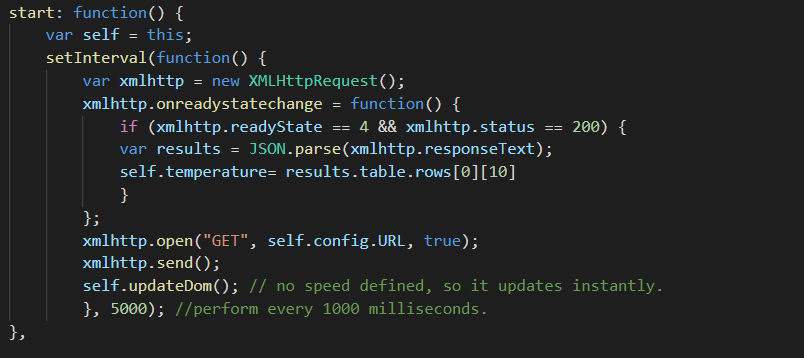 start: function() {
    var self = this;
    setInterval(function() {
        var xmlhttp = new XMLHttpRequest();
        xmlhttp.onreadystatechange = function() {
            if (xmlhttp.readyState == 4 && xmlhttp.status == 200) {
            var results = JSON.parse(xmlhttp.responseText);
            self.temperature= results.table.rows[0][10]
            }
        };
        xmlhttp.open("GET", self.config.URL, true);
        xmlhttp.send();
        self.updateDom(); // no speed defined, so it updates instantly.
        }, 5000); //perform every 1000 milliseconds.
},